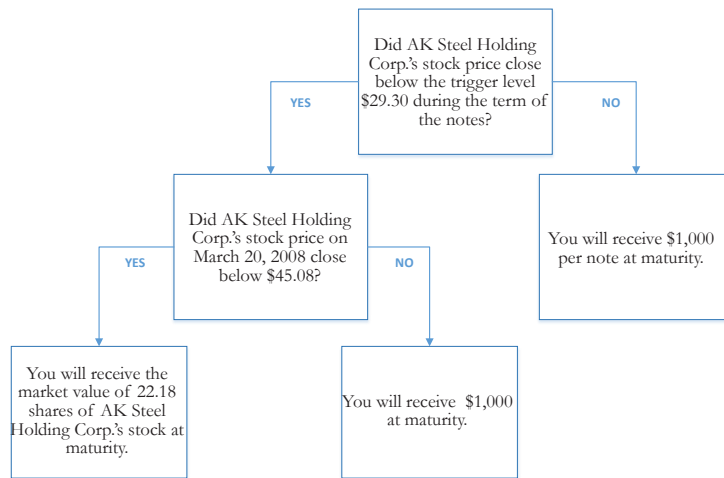 Did AK Steel Holding
Corp.'s stock price close
below the trigger level
$29.30 during the term of
the notes?
YES
NO
Did AK Steel Holding
Corp.'s stock price on
March 20, 2008 close
below $45.08?
You will receive $1,000
per note at maturity.
YES
NO
You will receive the
market value of 22.18
shares of AK Steel
Holding Corp.'s stock at
maturity.
You will receive $1,000
at maturity.